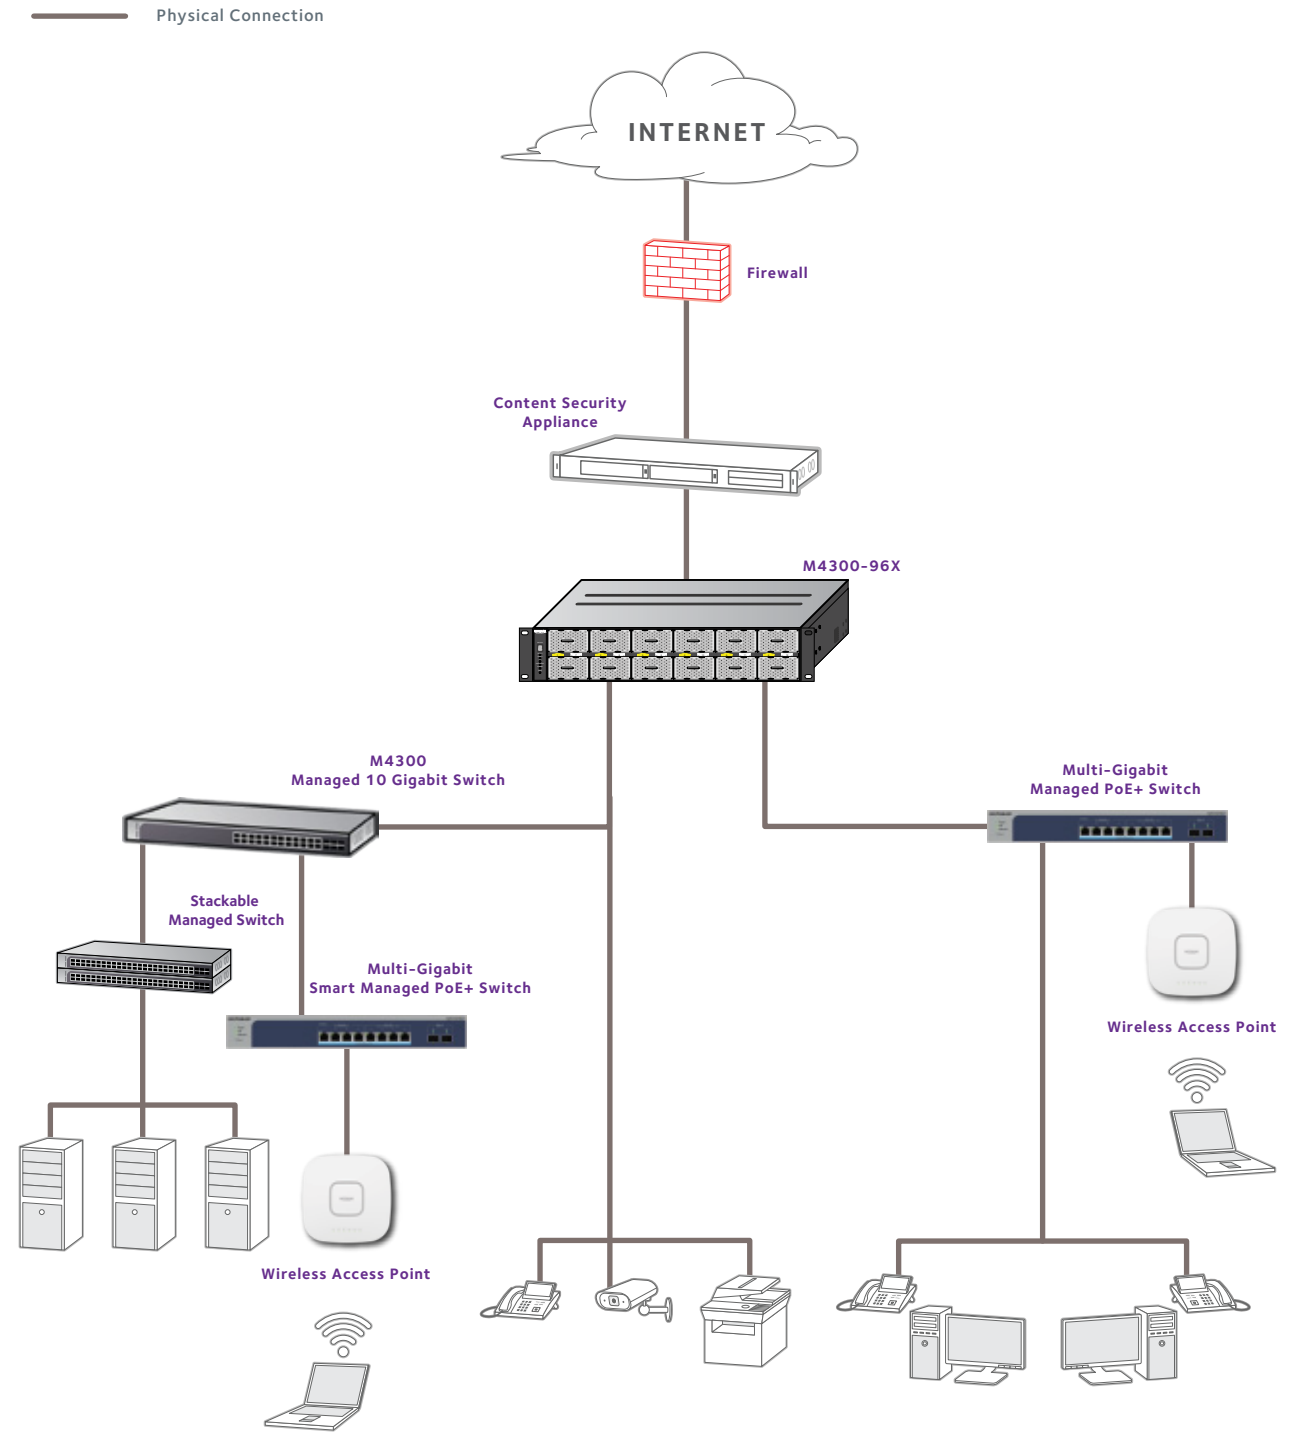 Physical Connection
INTERNET
Firewall
Content Security
Appliance
M4300-96X
M4300
Managed 10 Gigabit Switch
Multi-Gigabit
Managed PoE+ Switch
Stackable
Managed Switch
Multi-Gigabit
Smart Managed PoE+ Switch
Wireless Access Point
Wireless Access Point